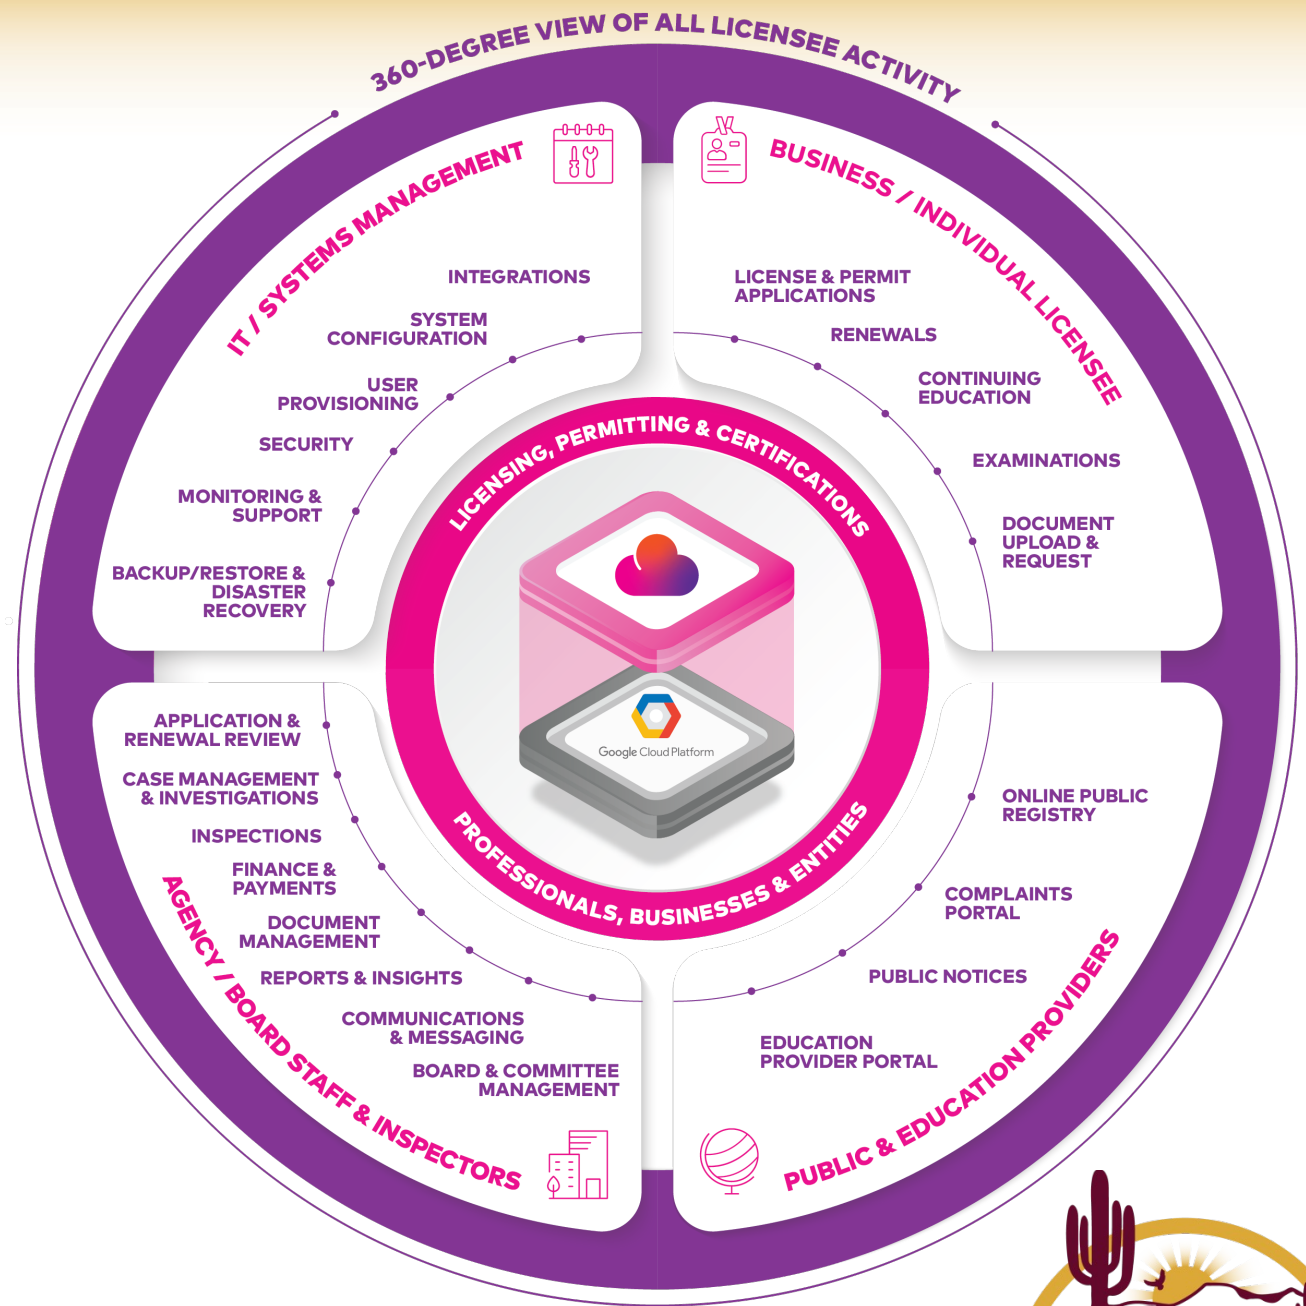 360-DEGREE VIEW OF ALL LICENSEE ACTIVITY
IT / SYSTEMS MANAGEMENT
INTEGRATIONS
SYSTEM
CONFIGURATION
USER
PROVISIONING
SECURITY
MONITORING &
SUPPORT
BACKUP/RESTORE &
DISASTER
RECOVERY
BUSINESS / INDIVIDUAL LICENSEE
LICENSE & PERMIT
APPLICATIONS
RENEWALS
CONTINUING
EDUCATION
EXAMINATIONS
DOCUMENT
UPLOAD &
REQUEST
LICENSING, PERMITTING & CERTIFICATIONS
Google Cloud Platform
PROFESSIONALS, BUSINESSES & ENTITIES
APPLICATION &
RENEWAL REVIEW
CASE MANAGEMENT
& INVESTIGATIONS
INSPECTIONS
FINANCE &
PAYMENTS
DOCUMENT
MANAGEMENT
REPORTS & INSIGHTS
COMMUNICATIONS
& MESSAGING
BOARD & COMMITTEE
MANAGEMENT
AGENCY / BOARD STAFF & INSPECTORS
ONLINE PUBLIC
REGISTRY
COMPLAINTS
PORTAL
PUBLIC NOTICES
EDUCATION
PROVIDER PORTAL
PUBLIC & EDUCATION PROVIDERS